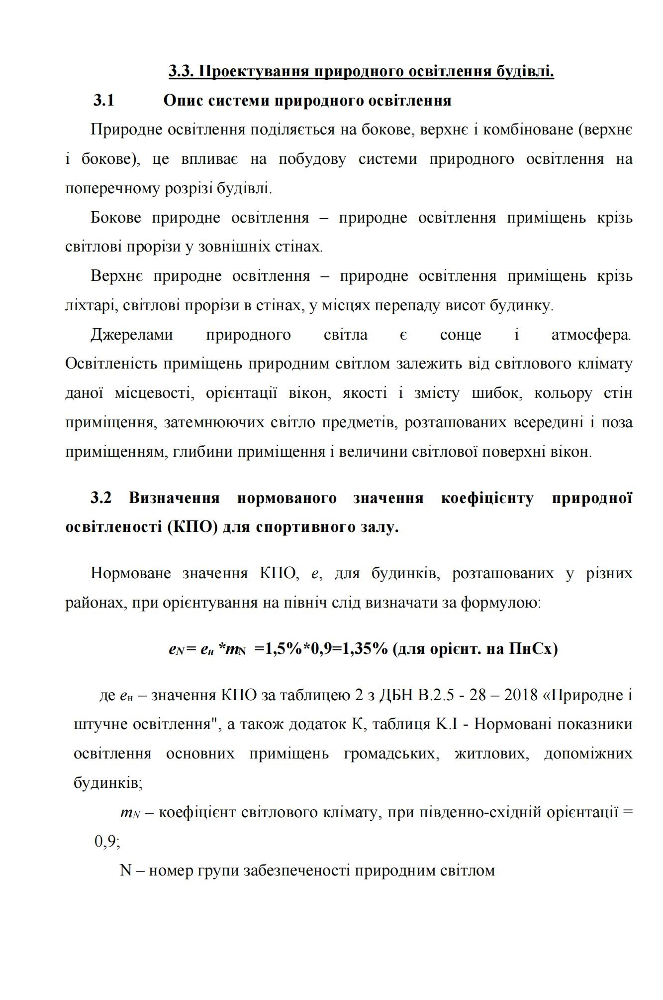 3.3. Проектування природного освітлення будівлі.
3.1 Опис системи природного освітлення
Природне освітлення поділяється на бокове, верхнє і комбіноване (верхнє
і бокове), це впливає на побудову системи природного освітлення на
поперечному розрізі будівлі.
Бокове природне освітлення – природне освітлення приміщень крізь
світлові прорізи у зовнішніх стінах.
Верхнє природне освітлення – природне освітлення приміщень крізь
ліхтарі, світлові прорізи в стінах, у місцях перепаду висот будинку.
Джерелами природного світла є сонце і атмосфера.
Освітленість приміщень природним світлом залежить від світлового клімату
даної місцевості, орієнтації вікон, якості і змісту шибок, кольору стін
приміщення, затемнюючих світло предметів, розташованих всередині і поза
приміщенням, глибини приміщення і величини світлової поверхні вікон.
3.2 Визначення нормованого значення коефіцієнту природної
освітленості (КПО) для спортивного залу.
Нормоване значення КПО, е, для будинків, розташованих у різних
районах, при орієнтування на північ слід визначати за формулою:
eN = ен *mN =1,5%*0,9=1,35% (для орієнт. на ПнСх)
де ен – значення КПО за таблицею 2 з ДБН В.2.5 - 28 – 2018 «Природне і
штучне освітлення", а також додаток К, таблиця К.І - Нормовані показники
освітлення основних приміщень громадських, житлових, допоміжних
будинків;
mN – коефіцієнт світлового клімату, при південно-східній орієнтації =
0,9;
N – номер групи забезпеченості природним світлом